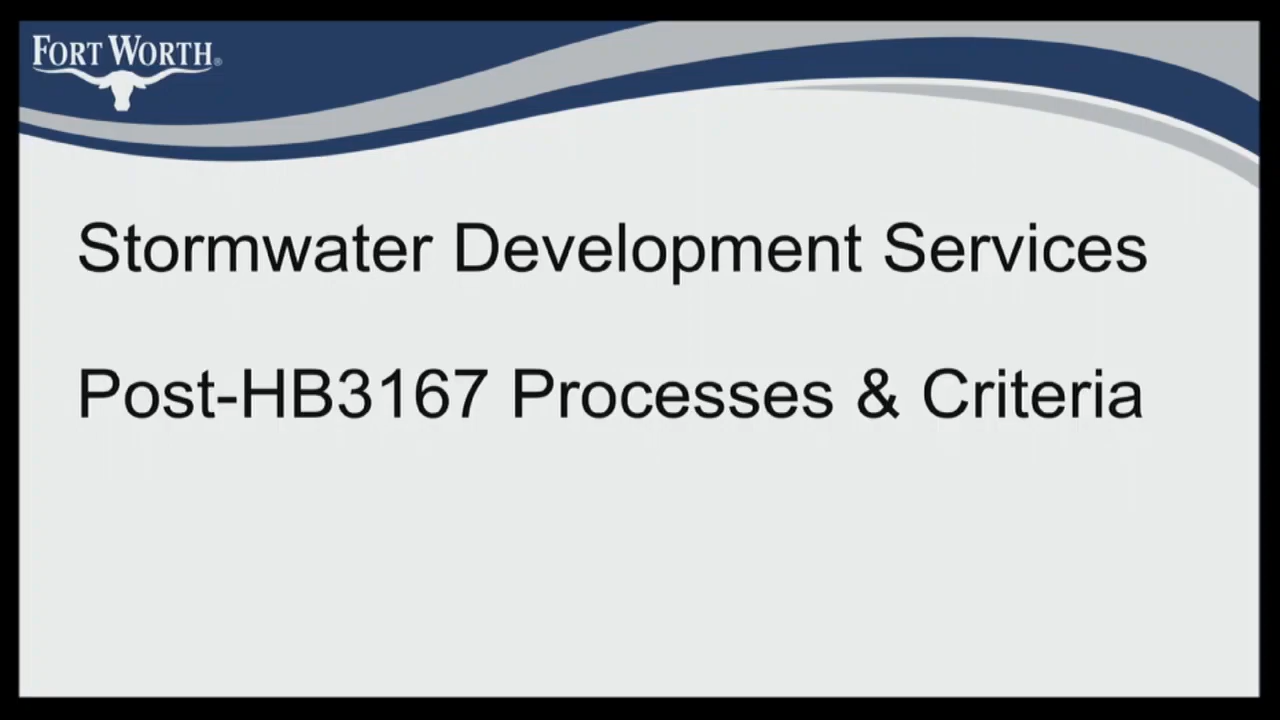 FORT WORTH®
Stormwater Development Services
Post-HB3167 Processes & Criteria